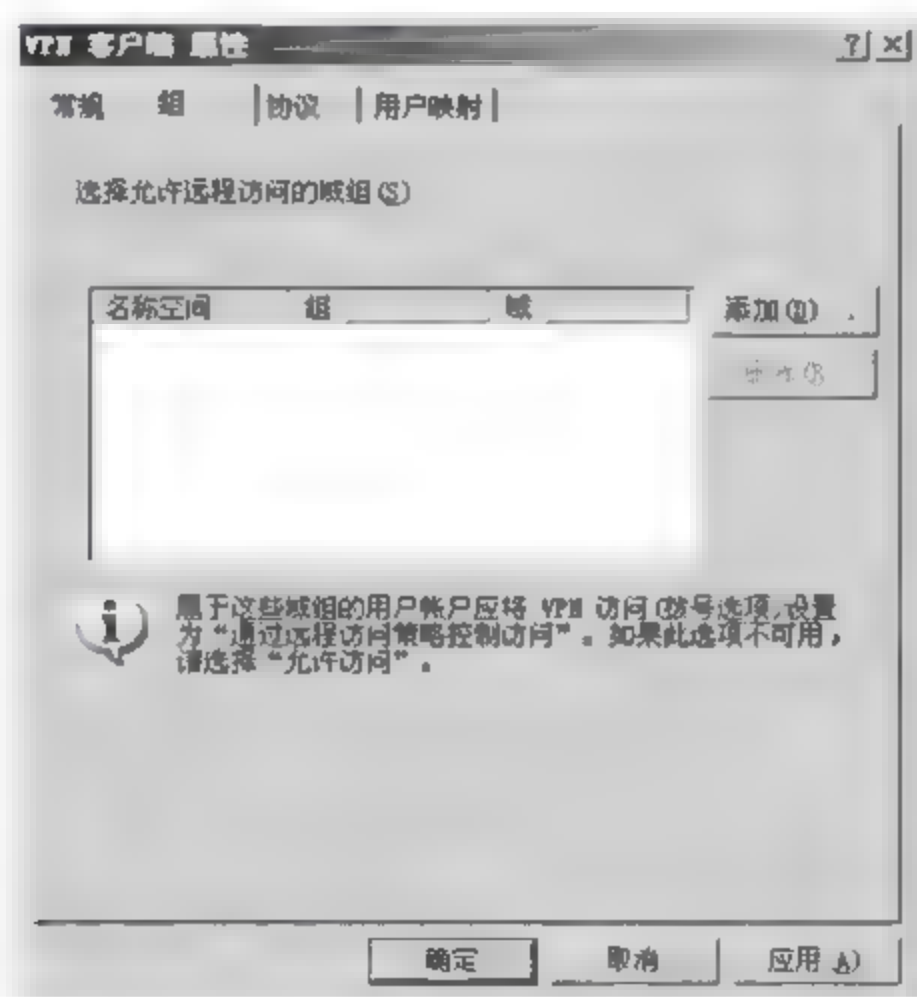 VPN 客户端 属性
常规 组 协议 用户映射
选择允许远程访问的域组(S)
名称空间 组 域 添加(D)
属于这些域组的用户帐户应将 VPN 访问(拨号选项)设置
为“通过远程访问策略控制访问”。如果此选项不可用,
请选择“允许访问”。
确定 取消 应用(A)